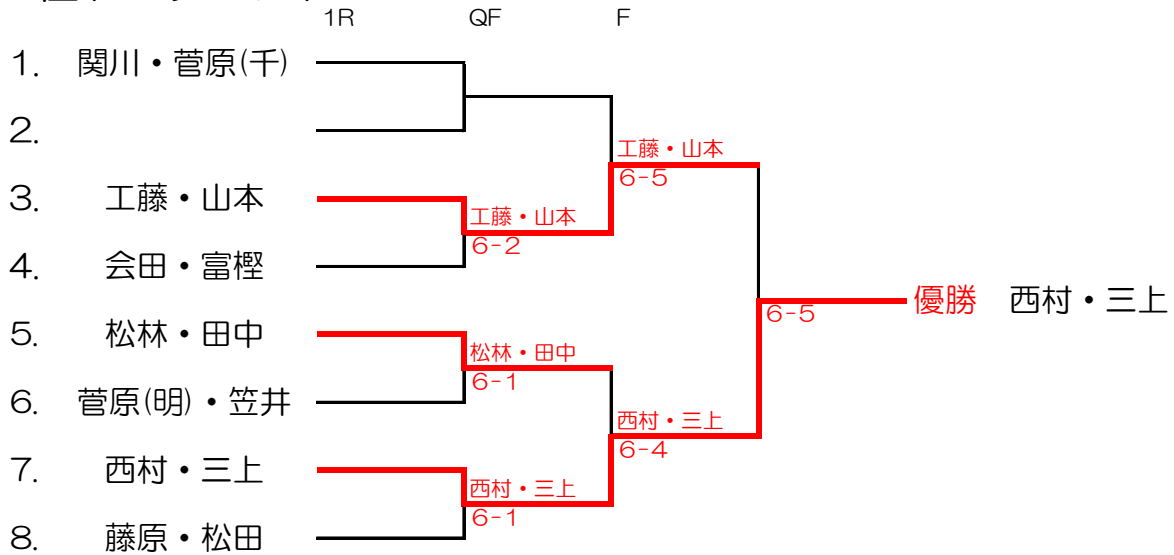 1R QF F
1. 関川・菅原(千)
2.
工藤・山本
6-5
3. 工藤・山本
工藤・山本
6-2
4. 会田・富樫
優勝 西村・三上
6-5
5. 松林・田中
松林・田中
6-1
6. 菅原(明)・笠井
西村・三上
6-4
7. 西村・三上
西村・三上
6-1
8. 藤原・松田